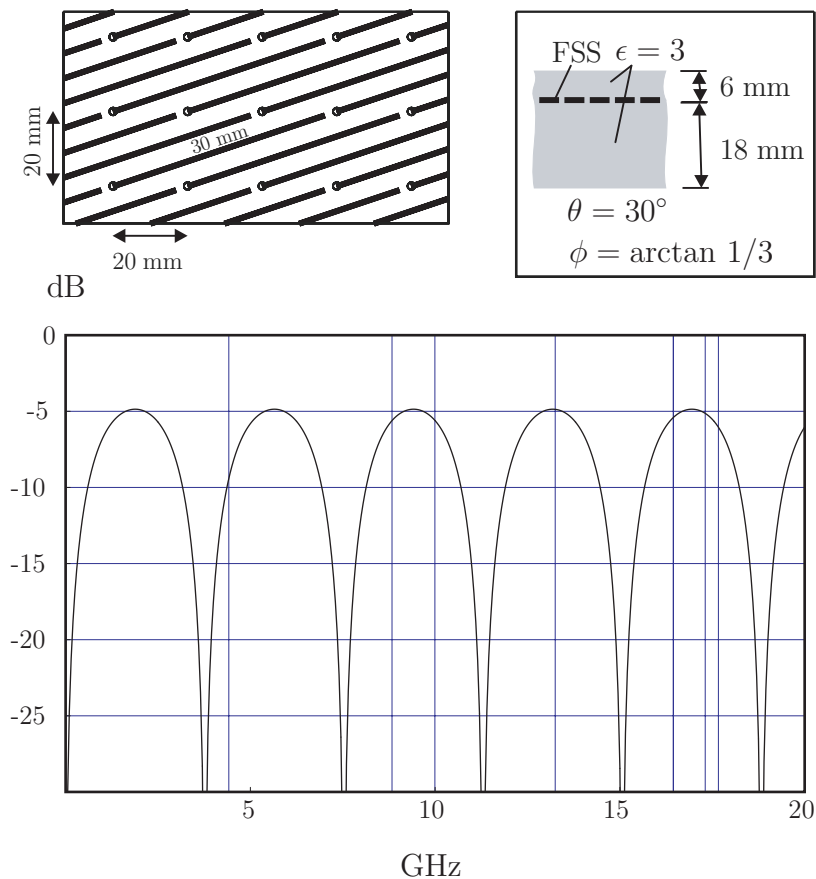 FSS ϵ = 3
6 mm
18 mm
θ = 30°
ϕ = arctan 1/3
20 mm
30 mm
20 mm
dB
0
-5
-10
-15
-20
-25
5 10 15 20
GHz